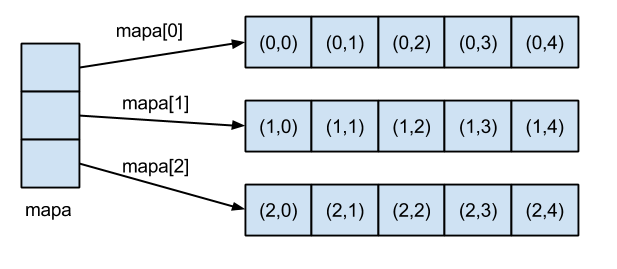 mapa[0]
(0,0) (0,1) (0,2) (0,3) (0,4)
mapa[1]
(1,0) (1,1) (1,2) (1,3) (1,4)
mapa[2]
(2,0) (2,1) (2,2) (2,3) (2,4)
mapa